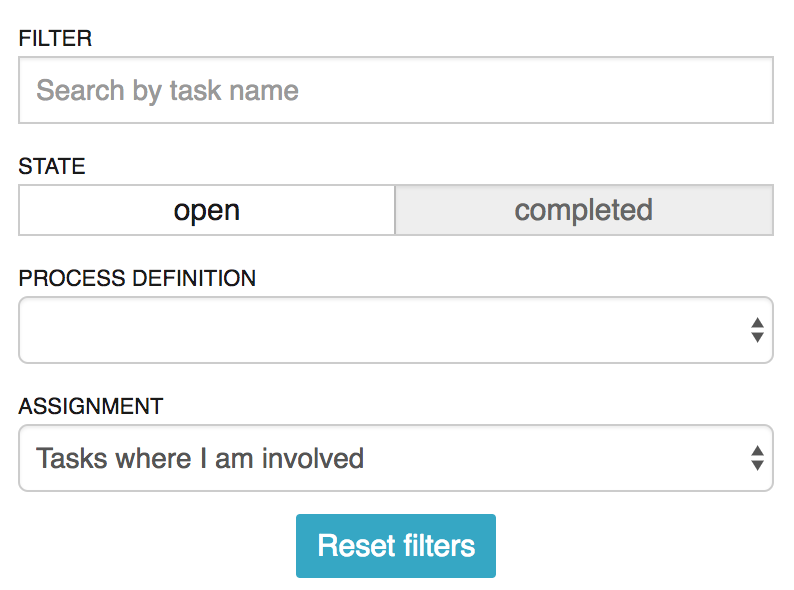 FILTER
Search by task name
STATE
open completed
PROCESS DEFINITION
ASSIGNMENT
Tasks where I am involved
Reset filters